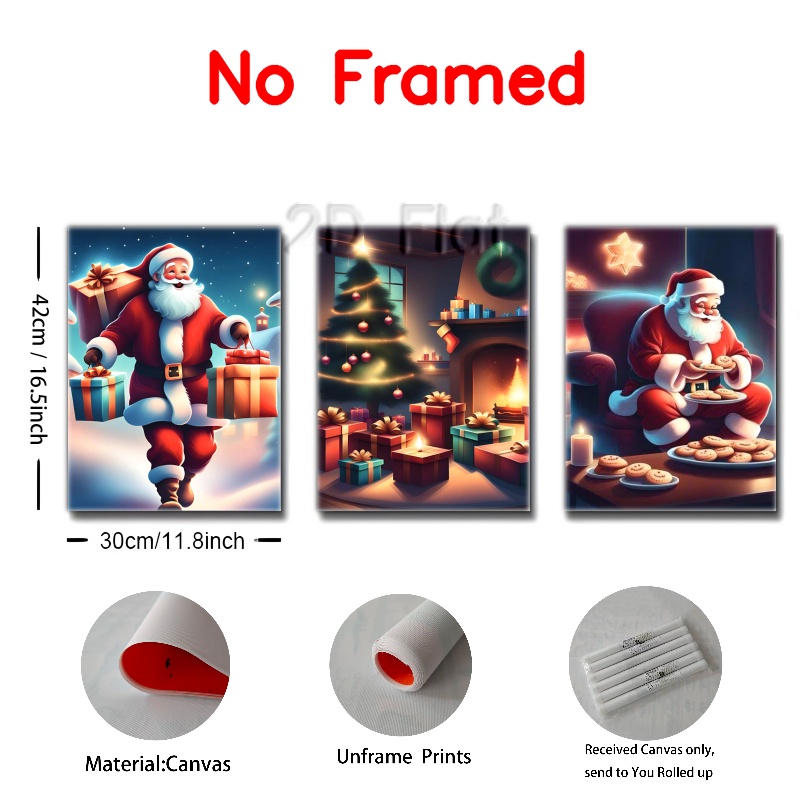 No Framed
2D Flat
42cm / 16.5inch
30cm/11.8inch
Material:Canvas
Unframe Prints
Received Canvas only,
send to You Rolled up